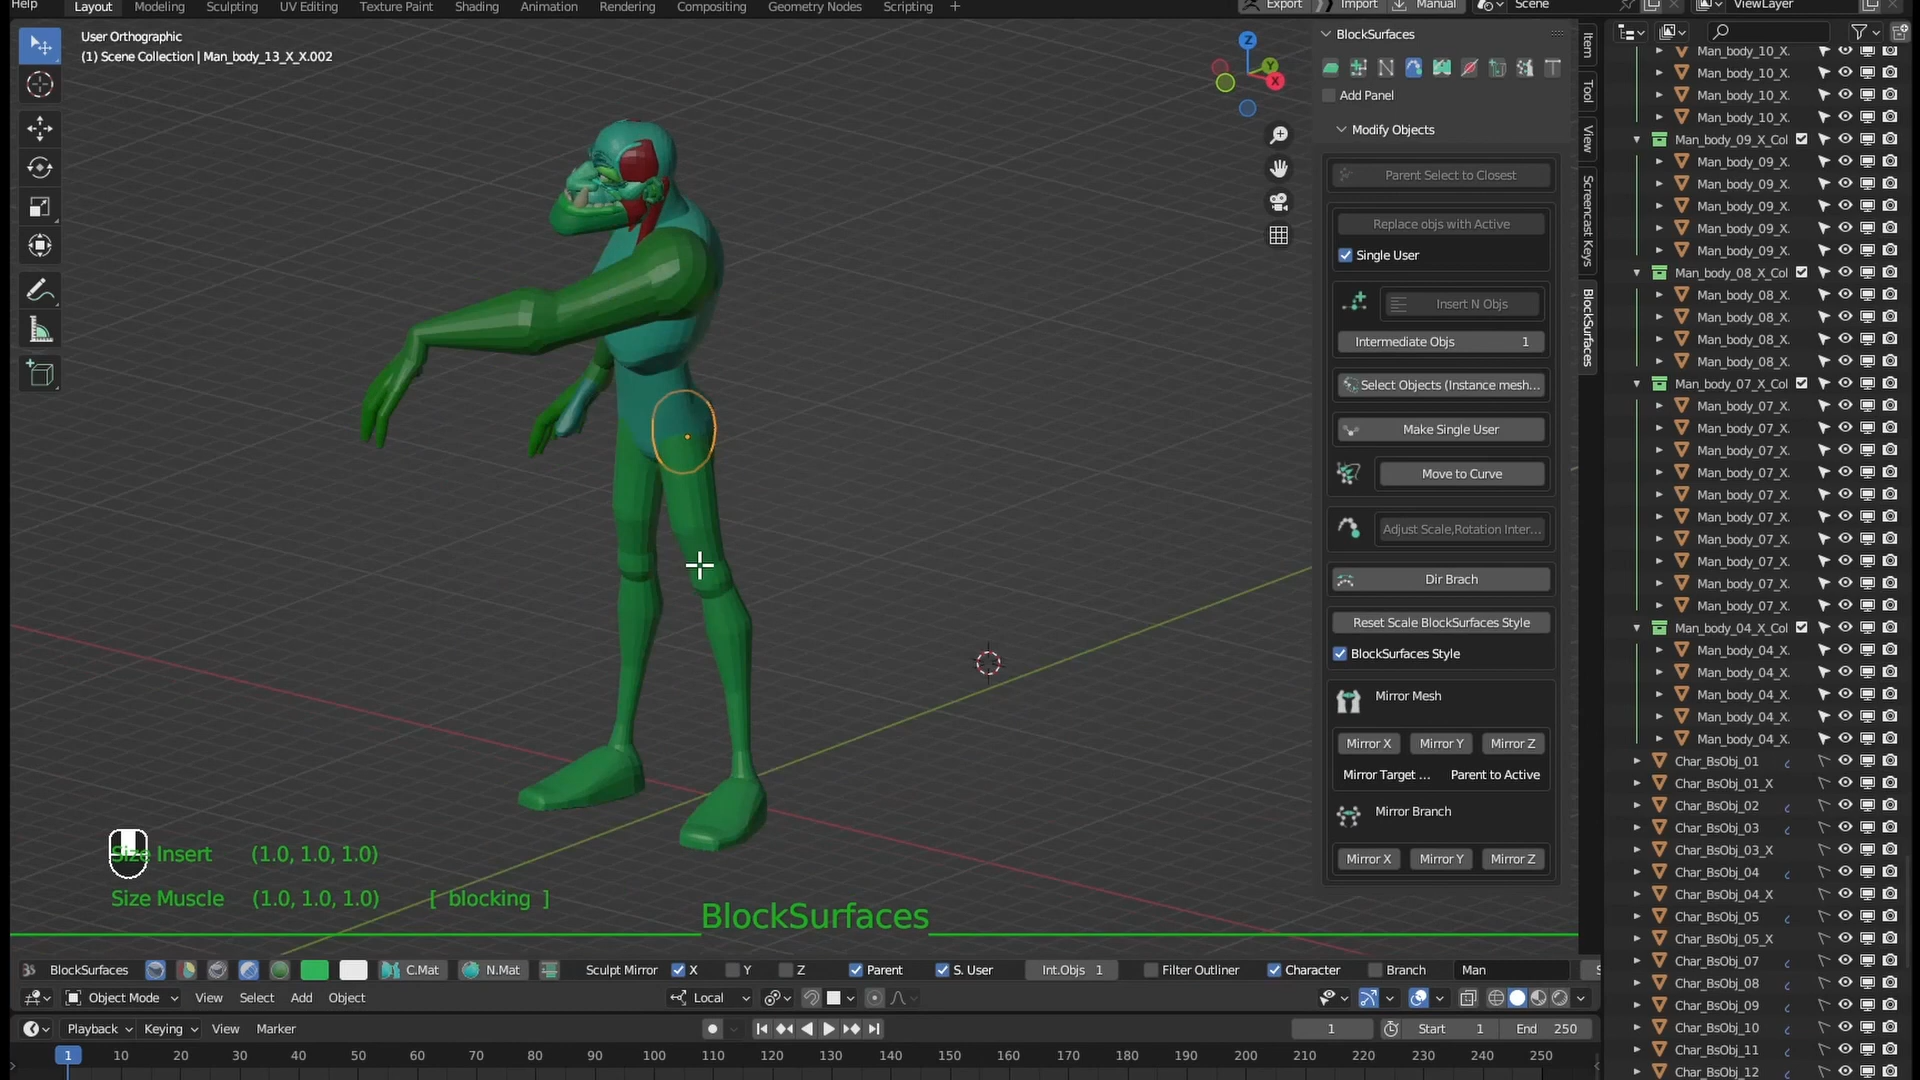 Help Layout Modeling Sculpting UV Editing Texture Paint Shading Animation Rendering Compositing Geometry Nodes Scripting + Export Import Manual Scene ViewLayer
User Orthographic
(1) Scene Collection | Man_body_13_X_X.002
Z
Y
X
BlockSurfaces
Add Panel
Modify Objects
Parent Select to Closest
Replace objs with Active
Single User
Insert N Objs
Intermediate Objs 1
Select Objects (Instance mesh...
Make Single User
Move to Curve
Adjust Scale,Rotation Inter...
Dir Brach
Reset Scale BlockSurfaces Style
BlockSurfaces Style
Mirror Mesh
Mirror X Mirror Y Mirror Z
Mirror Target ... Parent to Active
Mirror Branch
Mirror X Mirror Y Mirror Z
Item
Tool
View
Screencast Keys
BlockSurfaces
Man_body_10_X.
Man_body_10_X.
Man_body_10_X.
Man_body_10_X.
Man_body_09_X_Col
Man_body_09_X.
Man_body_09_X.
Man_body_09_X.
Man_body_09_X.
Man_body_09_X.
Man_body_08_X_Col
Man_body_08_X.
Man_body_08_X.
Man_body_08_X.
Man_body_08_X.
Man_body_07_X_Col
Man_body_07_X.
Man_body_07_X.
Man_body_07_X.
Man_body_07_X.
Man_body_07_X.
Man_body_07_X.
Man_body_07_X.
Man_body_07_X.
Man_body_07_X.
Man_body_07_X.
Man_body_04_X_Col
Man_body_04_X.
Man_body_04_X.
Man_body_04_X.
Man_body_04_X.
Man_body_04_X.
Char_BsObj_01
Char_BsObj_01_X
Char_BsObj_02
Char_BsObj_03
Char_BsObj_03_X
Char_BsObj_04
Char_BsObj_04_X
Char_BsObj_05
Char_BsObj_05_X
Char_BsObj_07
Char_BsObj_08
Char_BsObj_09
Char_BsObj_10
Char_BsObj_11
Char_BsObj_12
Size Insert (1.0, 1.0, 1.0)
Size Muscle (1.0, 1.0, 1.0) [ blocking ]
BlockSurfaces
BlockSurfaces C.Mat N.Mat Sculpt Mirror X Y Z Parent S. User Int.Objs 1 Filter Outliner Character Branch Man
Object Mode View Select Add Object Local
Playback Keying View Marker 1 Start 1 End 250
1 10 20 30 40 50 60 70 80 90 100 110 120 130 140 150 160 170 180 190 200 210 220 230 240 250